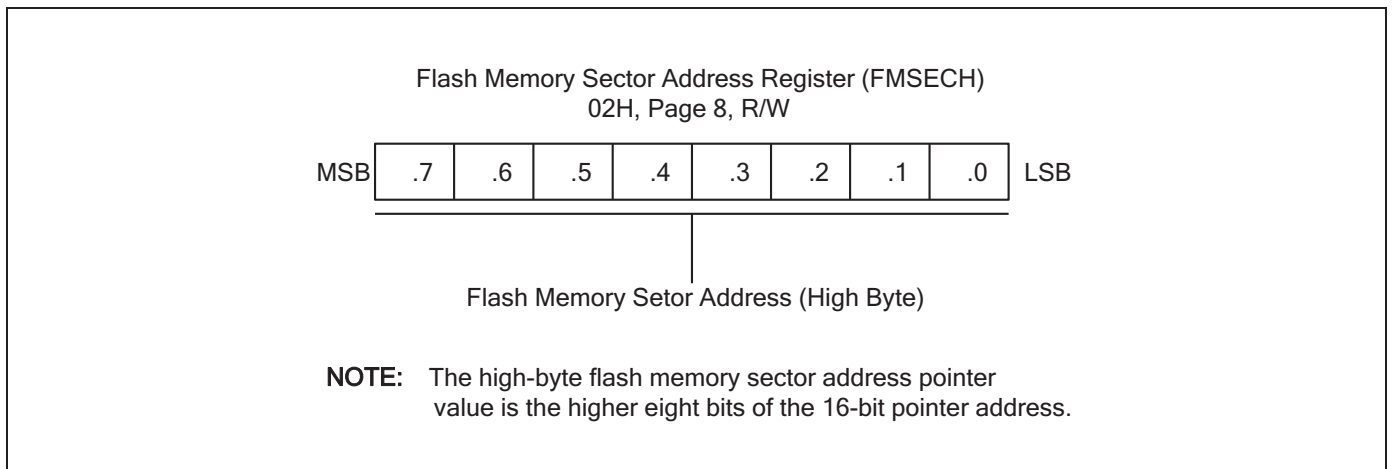 Flash Memory Sector Address Register (FMSECH)
02H, Page 8, R/W
MSB .7 .6 .5 .4 .3 .2 .1 .0 LSB
Flash Memory Setor Address (High Byte)
NOTE: The high-byte flash memory sector address pointer
value is the higher eight bits of the 16-bit pointer address.